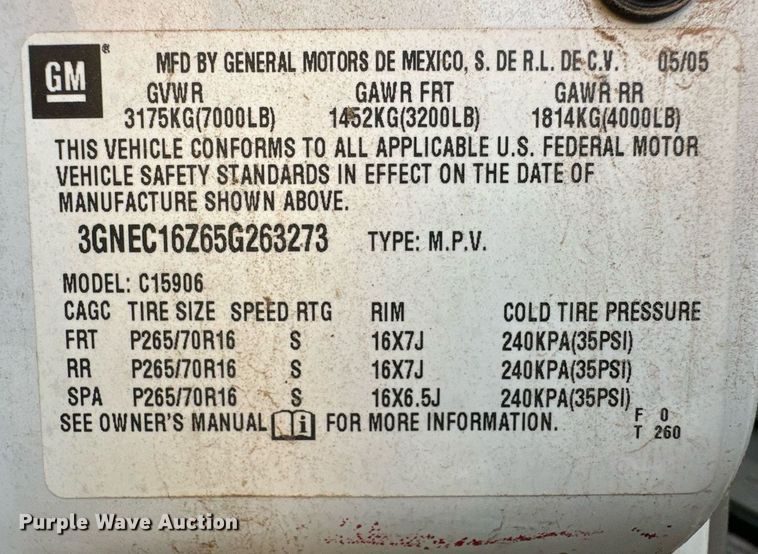 GM ®
MFD BY GENERAL MOTORS DE MEXICO, S. DE R.L. DE C.V. 05/05
GVWR GAWR FRT GAWR RR
3175KG(7000LB) 1452KG(3200LB) 1814KG(4000LB)
THIS VEHICLE CONFORMS TO ALL APPLICABLE U.S. FEDERAL MOTOR
VEHICLE SAFETY STANDARDS IN EFFECT ON THE DATE OF
MANUFACTURE SHOWN ABOVE.
3GNEC16Z65G263273 TYPE: M.P.V.
MODEL: C15906
CAGC TIRE SIZE SPEED RTG RIM COLD TIRE PRESSURE
FRT P265/70R16 S 16X7J 240KPA(35PSI)
RR P265/70R16 S 16X7J 240KPA(35PSI)
SPA P265/70R16 S 16X6.5J 240KPA(35PSI)
SEE OWNER'S MANUAL i FOR MORE INFORMATION. F 0
T 260
Purple Wave Auction